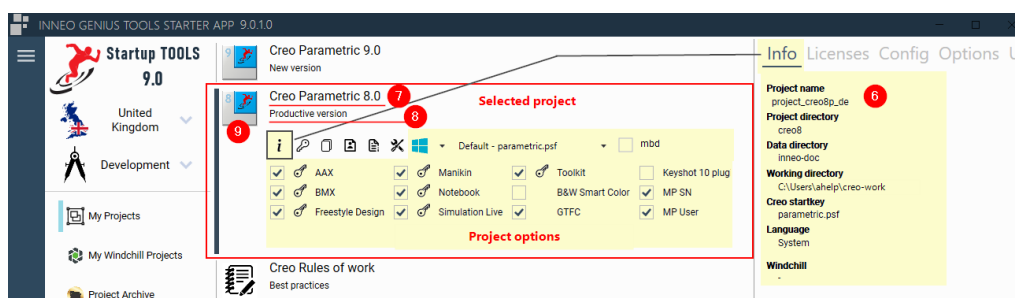 INNEO GENIUS TOOLS STARTER APP 9.0.1.0
Startup TOOLS
9.0
United
Kingdom
Development
My Projects
My Windchill Projects
Project Archive
9
Creo Parametric 9.0
New version
8
Creo Parametric 8.0
7
Selected project
Productive version
8
9
i
Default - parametric.psf
mbd
AAX
Manikin
Toolkit
Keyshot 10 plug
BMX
Notebook
B&W Smart Color
MP SN
Freestyle Design
Simulation Live
GTFC
MP User
Project options
Creo Rules of work
Best practices
Info Licenses Config Options U
Project name
6
project_creo8p_de
Project directory
creo8
Data directory
inneo-doc
Working directory
C:\Users\ahelp\creo-work
Creo startkey
parametric.psf
Language
System
Windchill
-